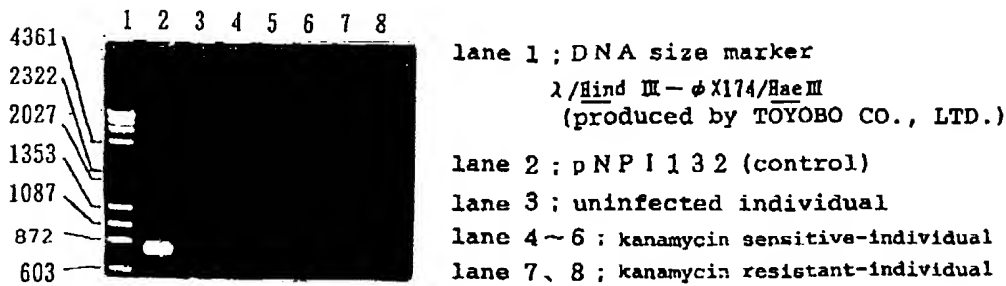 1 2 3 4 5 6 7 8
4361
2322
2027
1353
1087
872
603
lane 1 ; DNA size marker
λ/Hind III - φX174/Hae III
(produced by TOYOBO CO., LTD.)
lane 2 ; pNPI132 (control)
lane 3 ; uninfected individual
lane 4~6 ; kanamycin sensitive-individual
lane 7、8 ; kanamycin resistant-individual